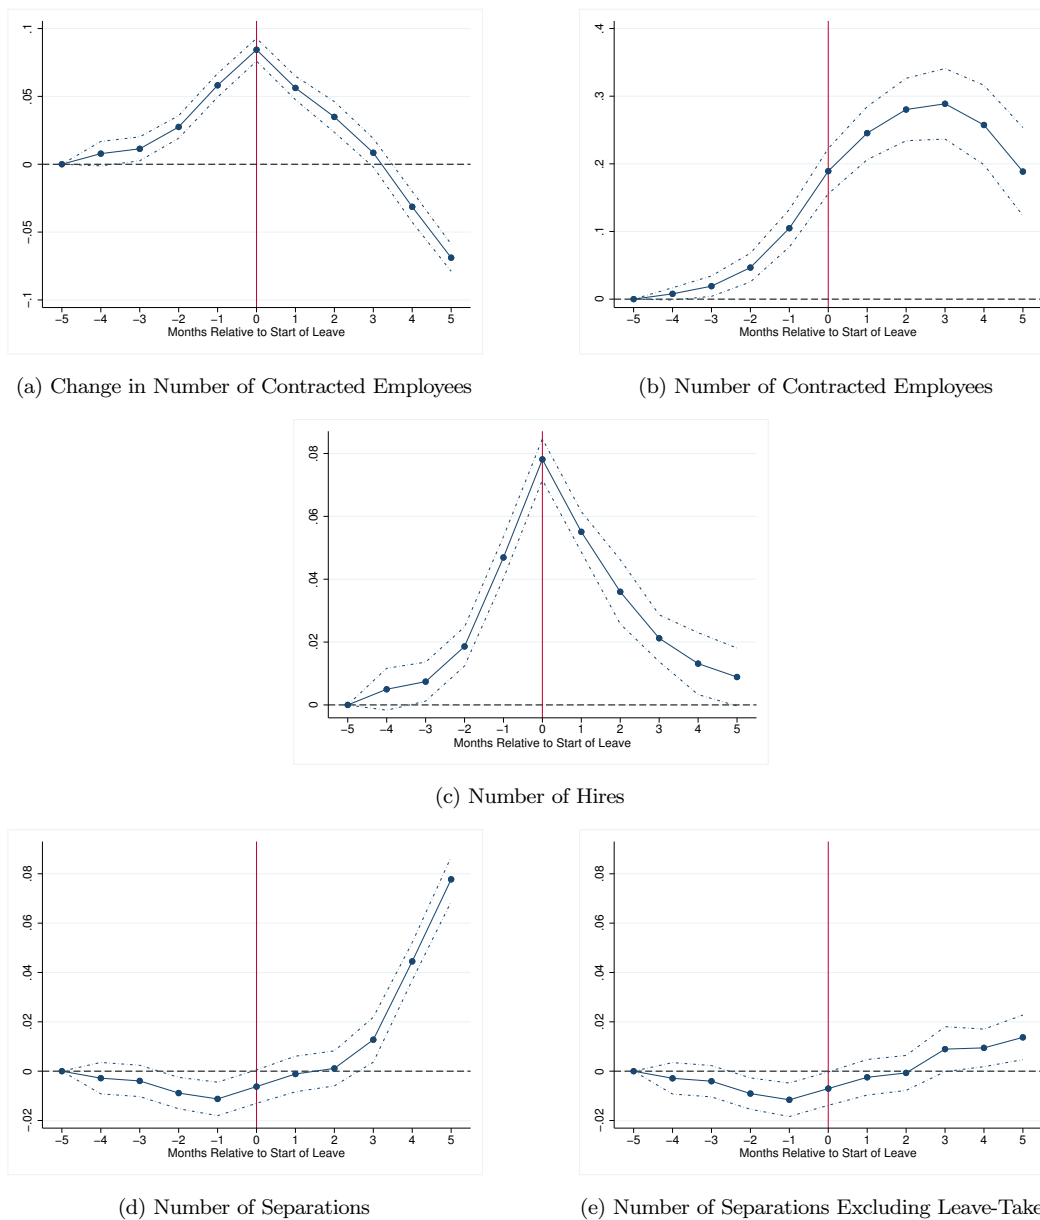 .1
.05
0
−.05
−.1
−5 −4 −3 −2 −1 0 1 2 3 4 5
Months Relative to Start of Leave
(a) Change in Number of Contracted Employees
.4
.3
.2
.1
0
−5 −4 −3 −2 −1 0 1 2 3 4 5
Months Relative to Start of Leave
(b) Number of Contracted Employees
.08
.06
.04
.02
0
−5 −4 −3 −2 −1 0 1 2 3 4 5
Months Relative to Start of Leave
(c) Number of Hires
.08
.06
.04
.02
0
−.02
−5 −4 −3 −2 −1 0 1 2 3 4 5
Months Relative to Start of Leave
(d) Number of Separations
.08
.06
.04
.02
0
−.02
−5 −4 −3 −2 −1 0 1 2 3 4 5
Months Relative to Start of Leave
(e) Number of Separations Excluding Leave-Take